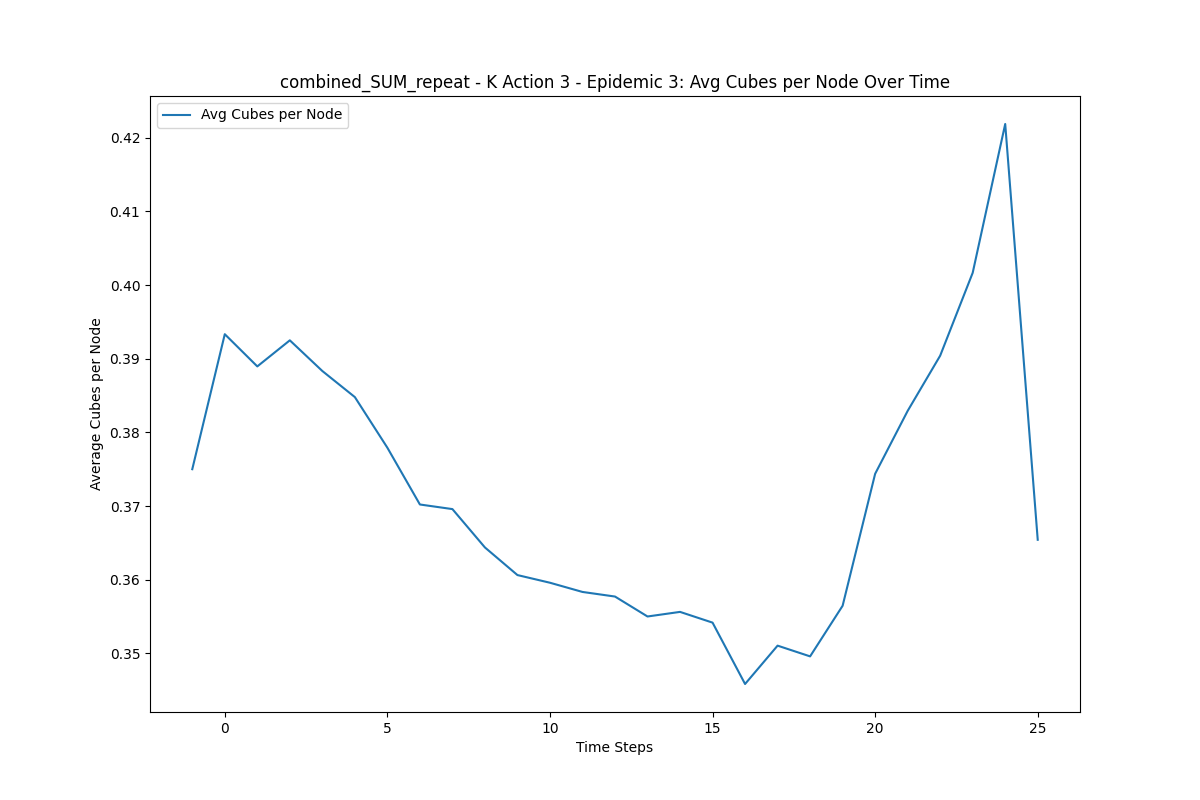 combined_SUM_repeat - K Action 3 - Epidemic 3: Avg Cubes per Node Over Time
Avg Cubes per Node
Average Cubes per Node
0.42
0.41
0.40
0.39
0.38
0.37
0.36
0.35
0 5 10 15 20 25
Time Steps